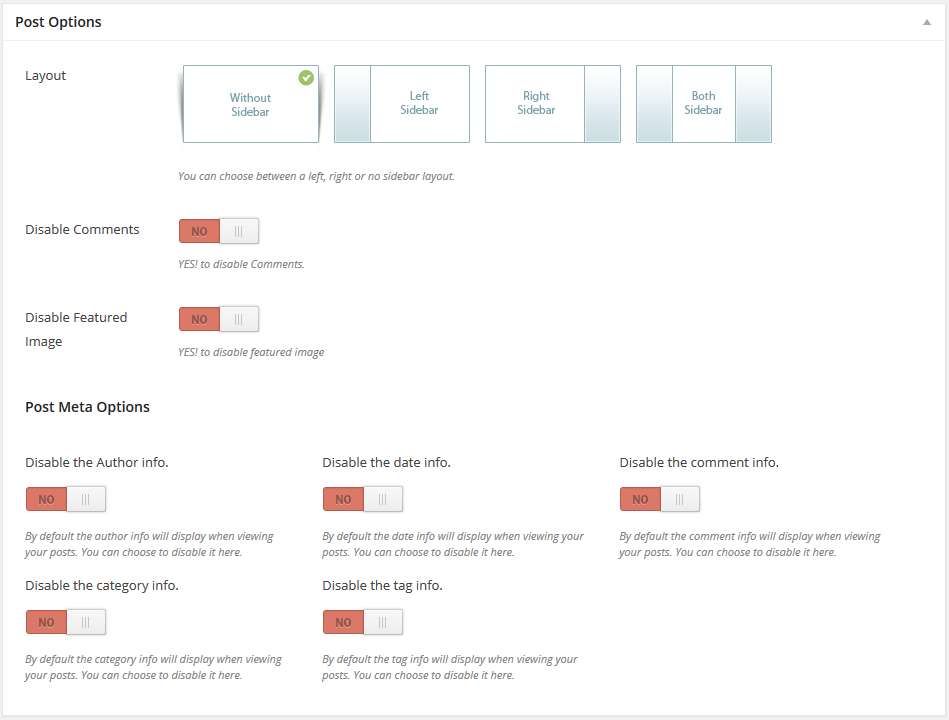 Post Options
Layout
Without
Sidebar
Left
Sidebar
Right
Sidebar
Both
Sidebar
You can choose between a left, right or no sidebar layout.
Disable Comments
NO
YES! to disable Comments.
Disable Featured
Image
NO
YES! to disable featured image
Post Meta Options
Disable the Author info.
NO
By default the author info will display when viewing
your posts. You can choose to disable it here.
Disable the date info.
NO
By default the date info will display when viewing your
posts. You can choose to disable it here.
Disable the comment info.
NO
By default the comment info will display when viewing
your posts. You can choose to disable it here.
Disable the category info.
NO
By default the category info will display when viewing
your posts. You can choose to disable it here.
Disable the tag info.
NO
By default the tag info will display when viewing your
posts. You can choose to disable it here.